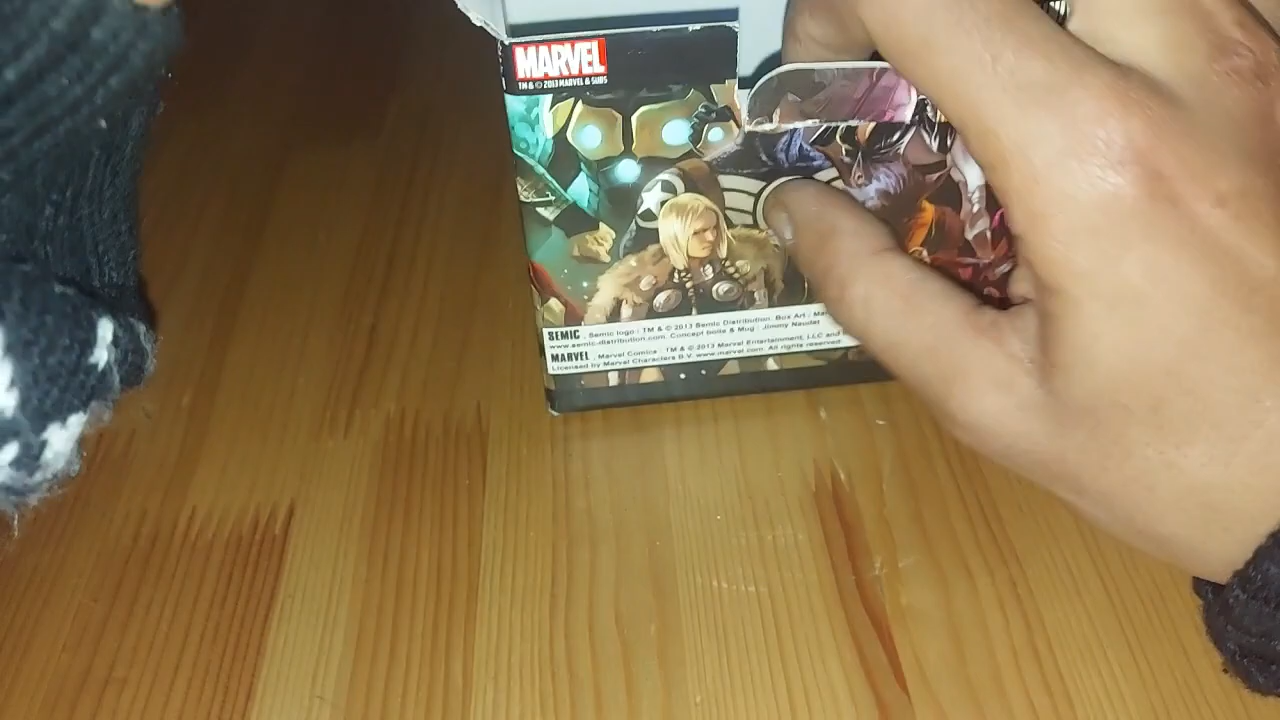 MARVEL
TM & © 2013 MARVEL & SUBS
SEMIC . Semic logo : TM & © 2013 Semic Distribution. Box Art :
www.semic-distribution.com. Concept boite & Mug : Jimmy Naudet
MARVEL . Marvel Comics : TM & © 2013 Marvel Entertainment, LLC and
Licensed by Marvel Characters B.V. www.marvel.com. All rights reserved